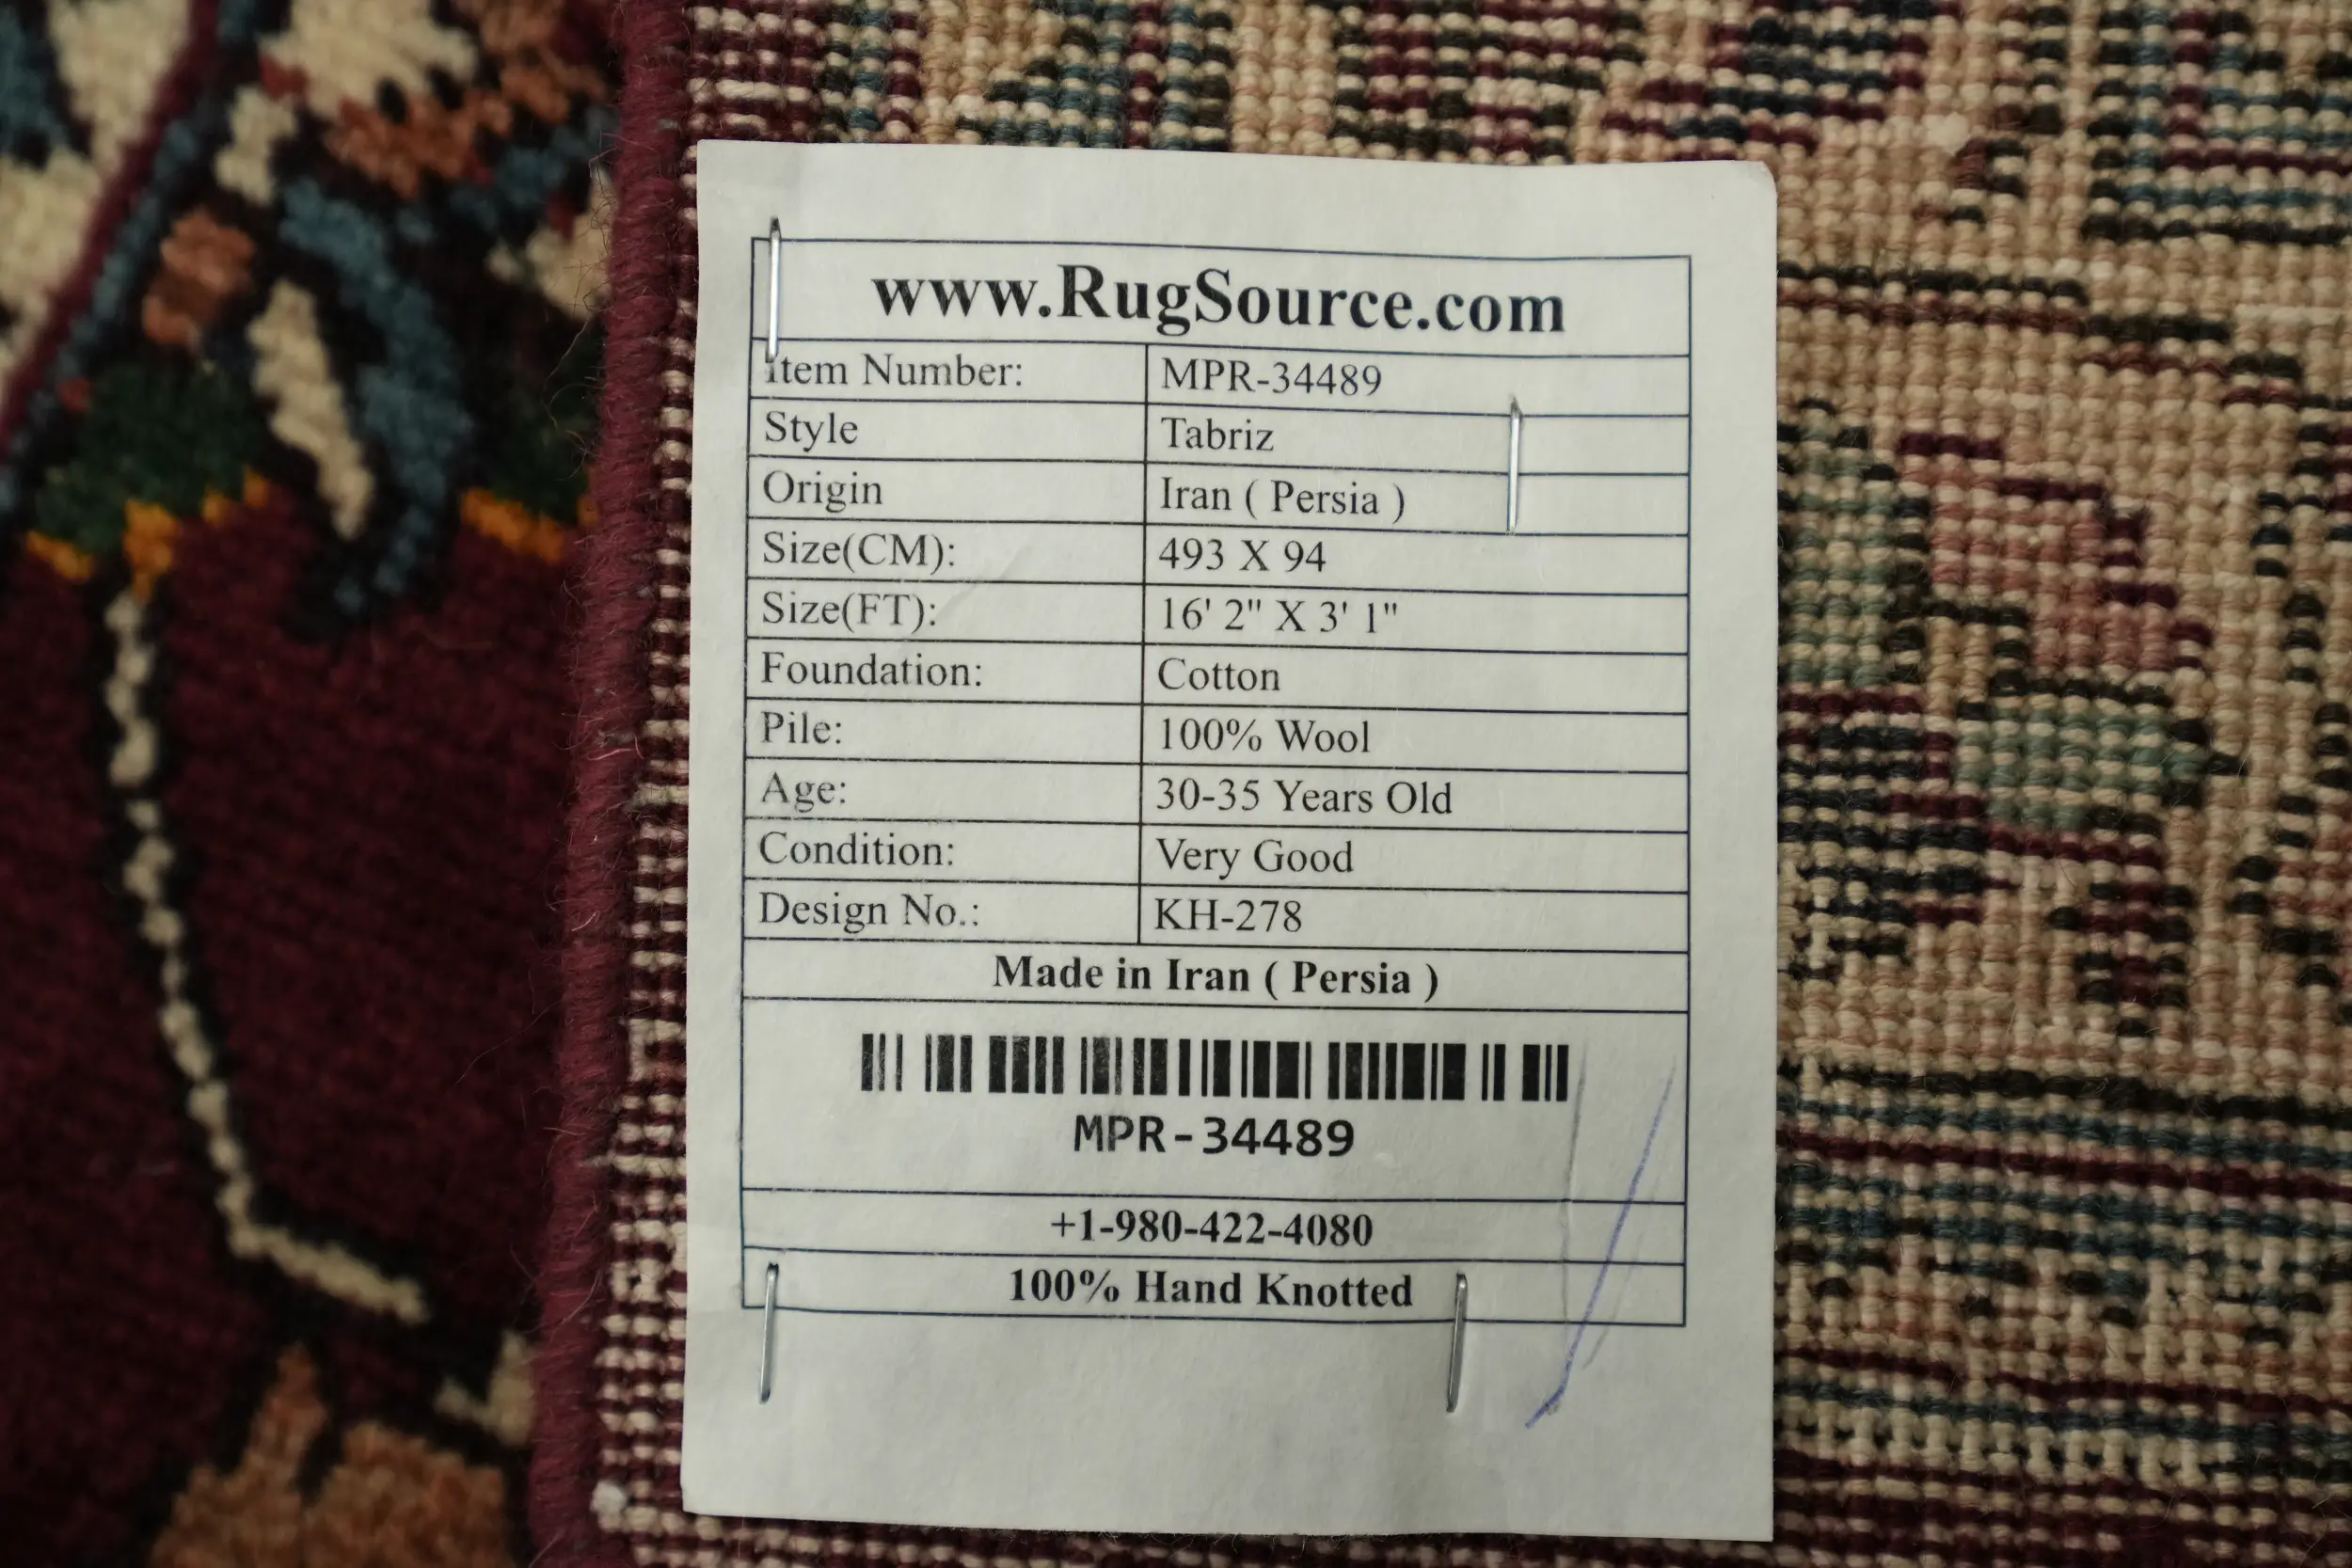 www.RugSource.com
Item Number: MPR-34489
Style Tabriz
Origin Iran ( Persia )
Size(CM): 493 X 94
Size(FT): 16' 2" X 3' 1"
Foundation: Cotton
Pile: 100% Wool
Age: 30-35 Years Old
Condition: Very Good
Design No.: KH-278
Made in Iran ( Persia )
MPR-34489
+1-980-422-4080
100% Hand Knotted